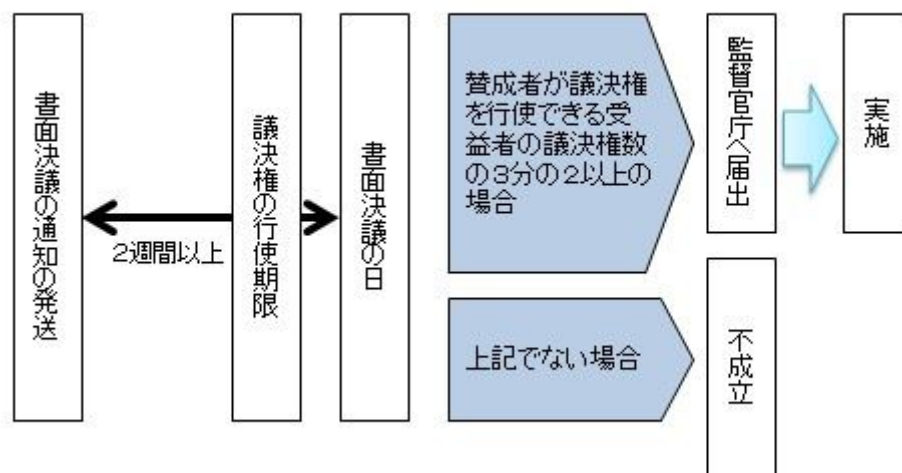 書面決議の通知の発送
2週間以上
議決権の行使期限
書面決議の日
賛成者が議決権
を行使できる受
益者の議決権数
の3分の2以上の
場合
監督官庁へ届出
実施
上記でない場合
不成立